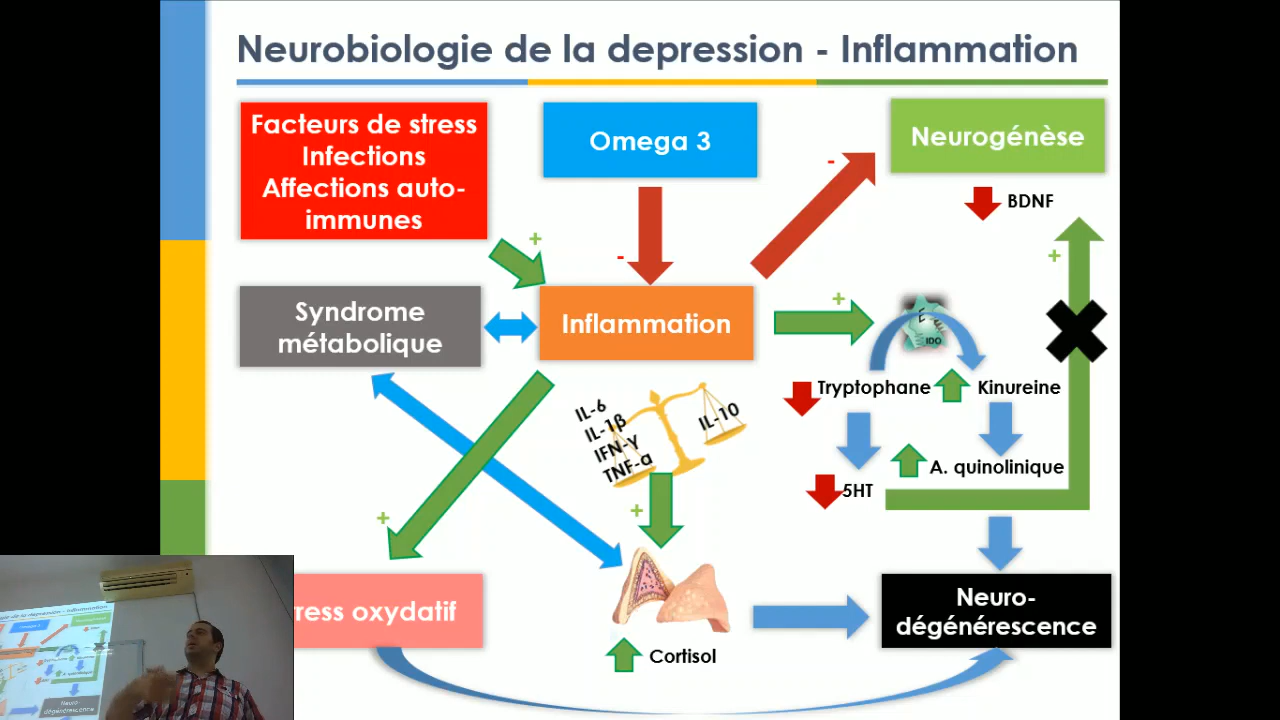 Neurobiologie de la depression - Inflammation
Facteurs de stress
Infections
Affections auto-
immunes
Omega 3
Neurogénèse
BDNF
+
-
-
+
Syndrome
métabolique
Inflammation
+
IDO
Tryptophane
Kinureine
IL-6
IL-1β
IFN-γ
TNF-α
IL-10
A. quinolinique
5HT
+
+
Neuro-
dégénérescence
ress oxydatif
Cortisol